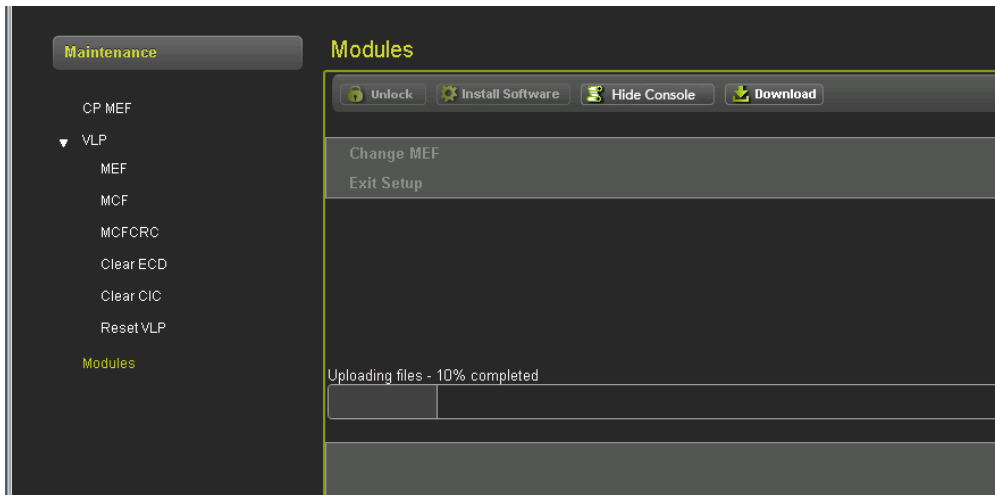 Maintenance
CP MEF
VLP
MEF
MCF
MCFCRC
Clear ECD
Clear CIC
Reset VLP
Modules
Modules
Unlock Install Software Hide Console Download
Change MEF
Exit Setup
Uploading files - 10% completed